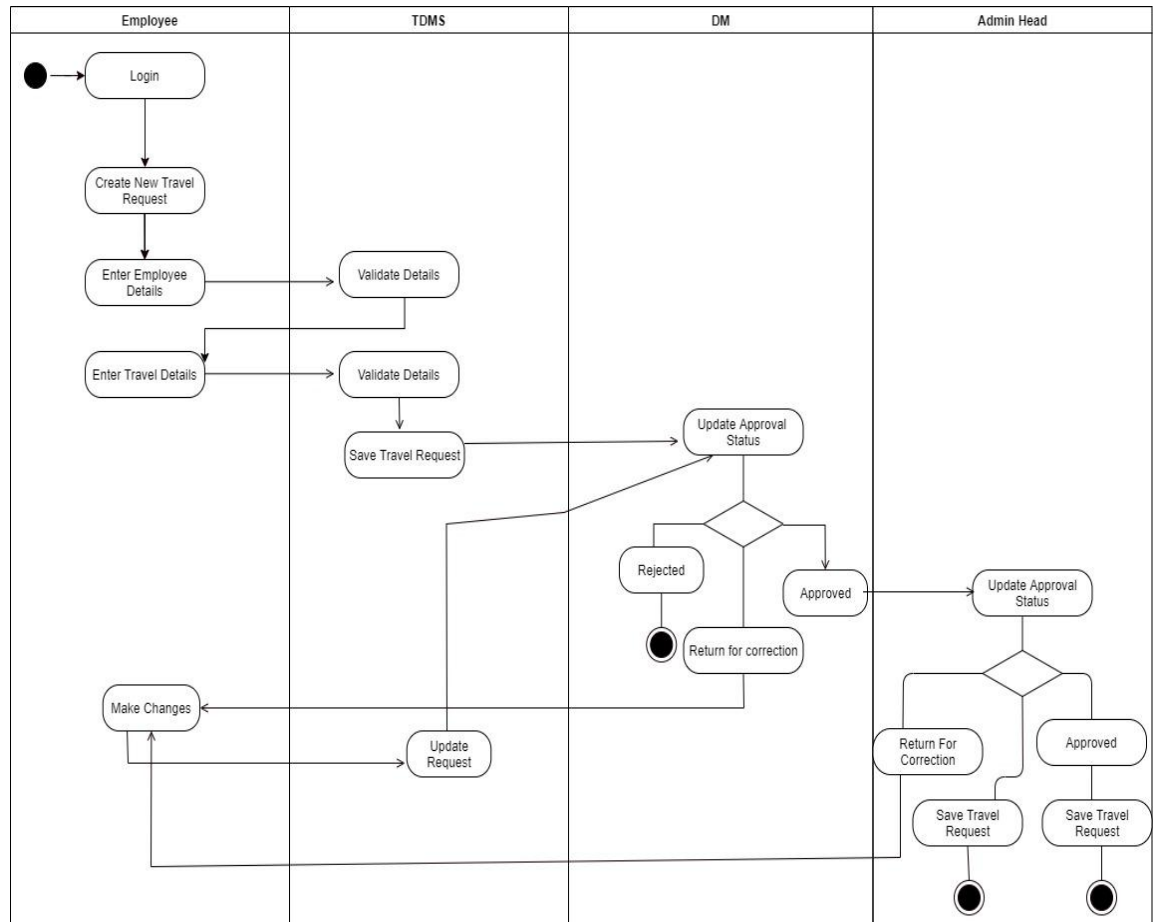 Employee
TDMS
DM
Admin Head
Login
Create New Travel
Request
Enter Employee
Details
Validate Details
Enter Travel Details
Validate Details
Save Travel Request
Update Approval
Status
Rejected
Approved
Return for correction
Update Approval
Status
Make Changes
Update
Request
Return For
Correction
Approved
Save Travel
Request
Save Travel
Request